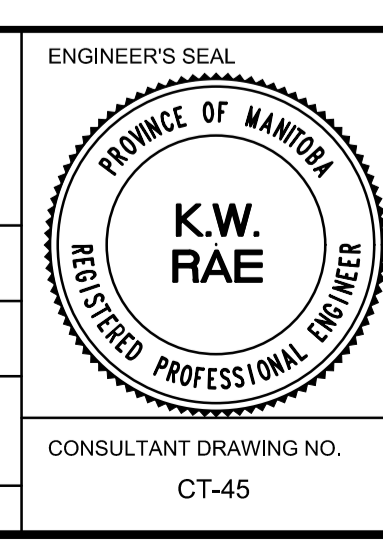 ENGINEER'S SEAL
PROVINCE OF MANITOBA
K.W.
RAE
REGISTERED PROFESSIONAL ENGINEER
CONSULTANT DRAWING NO.
CT-45